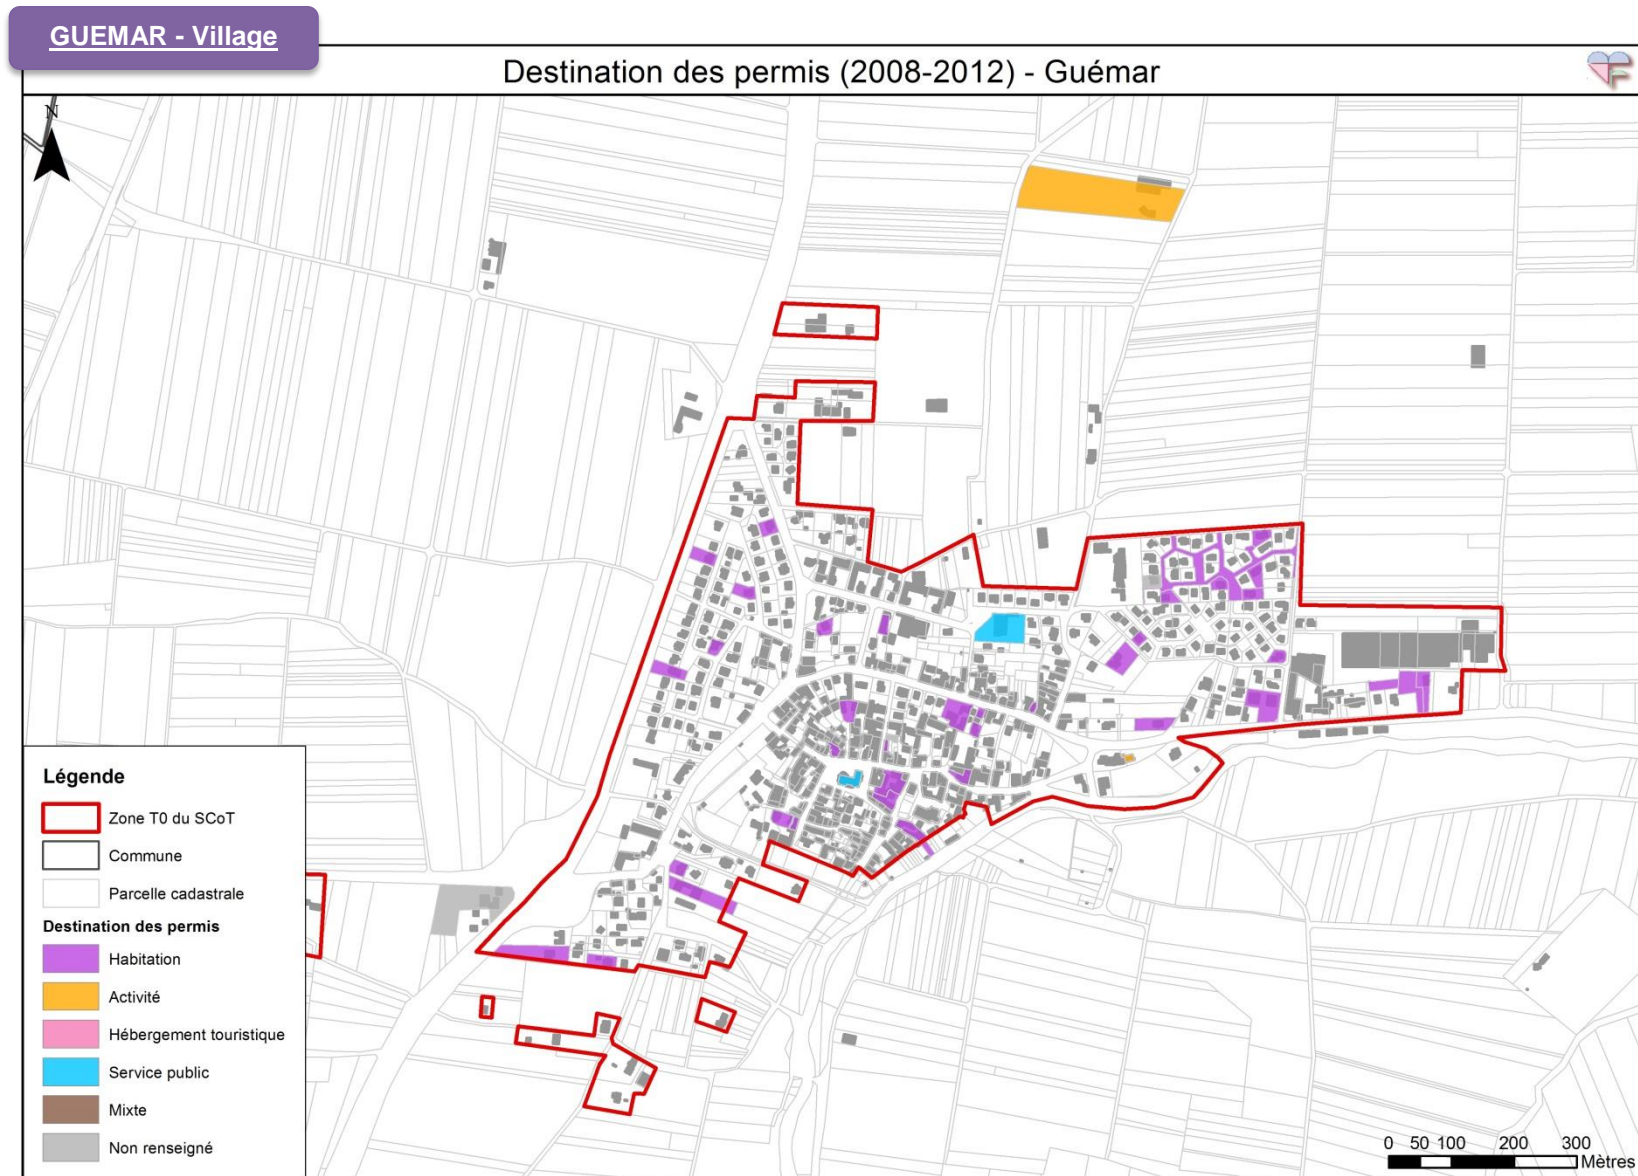 GUEMAR - Village
Destination des permis (2008-2012) - Guémar
N
Légende
Zone T0 du SCoT
Commune
Parcelle cadastrale
Destination des permis
Habitation
Activité
Hébergement touristique
Service public
Mixte
Non renseigné
0 50 100 200 300
Mètres